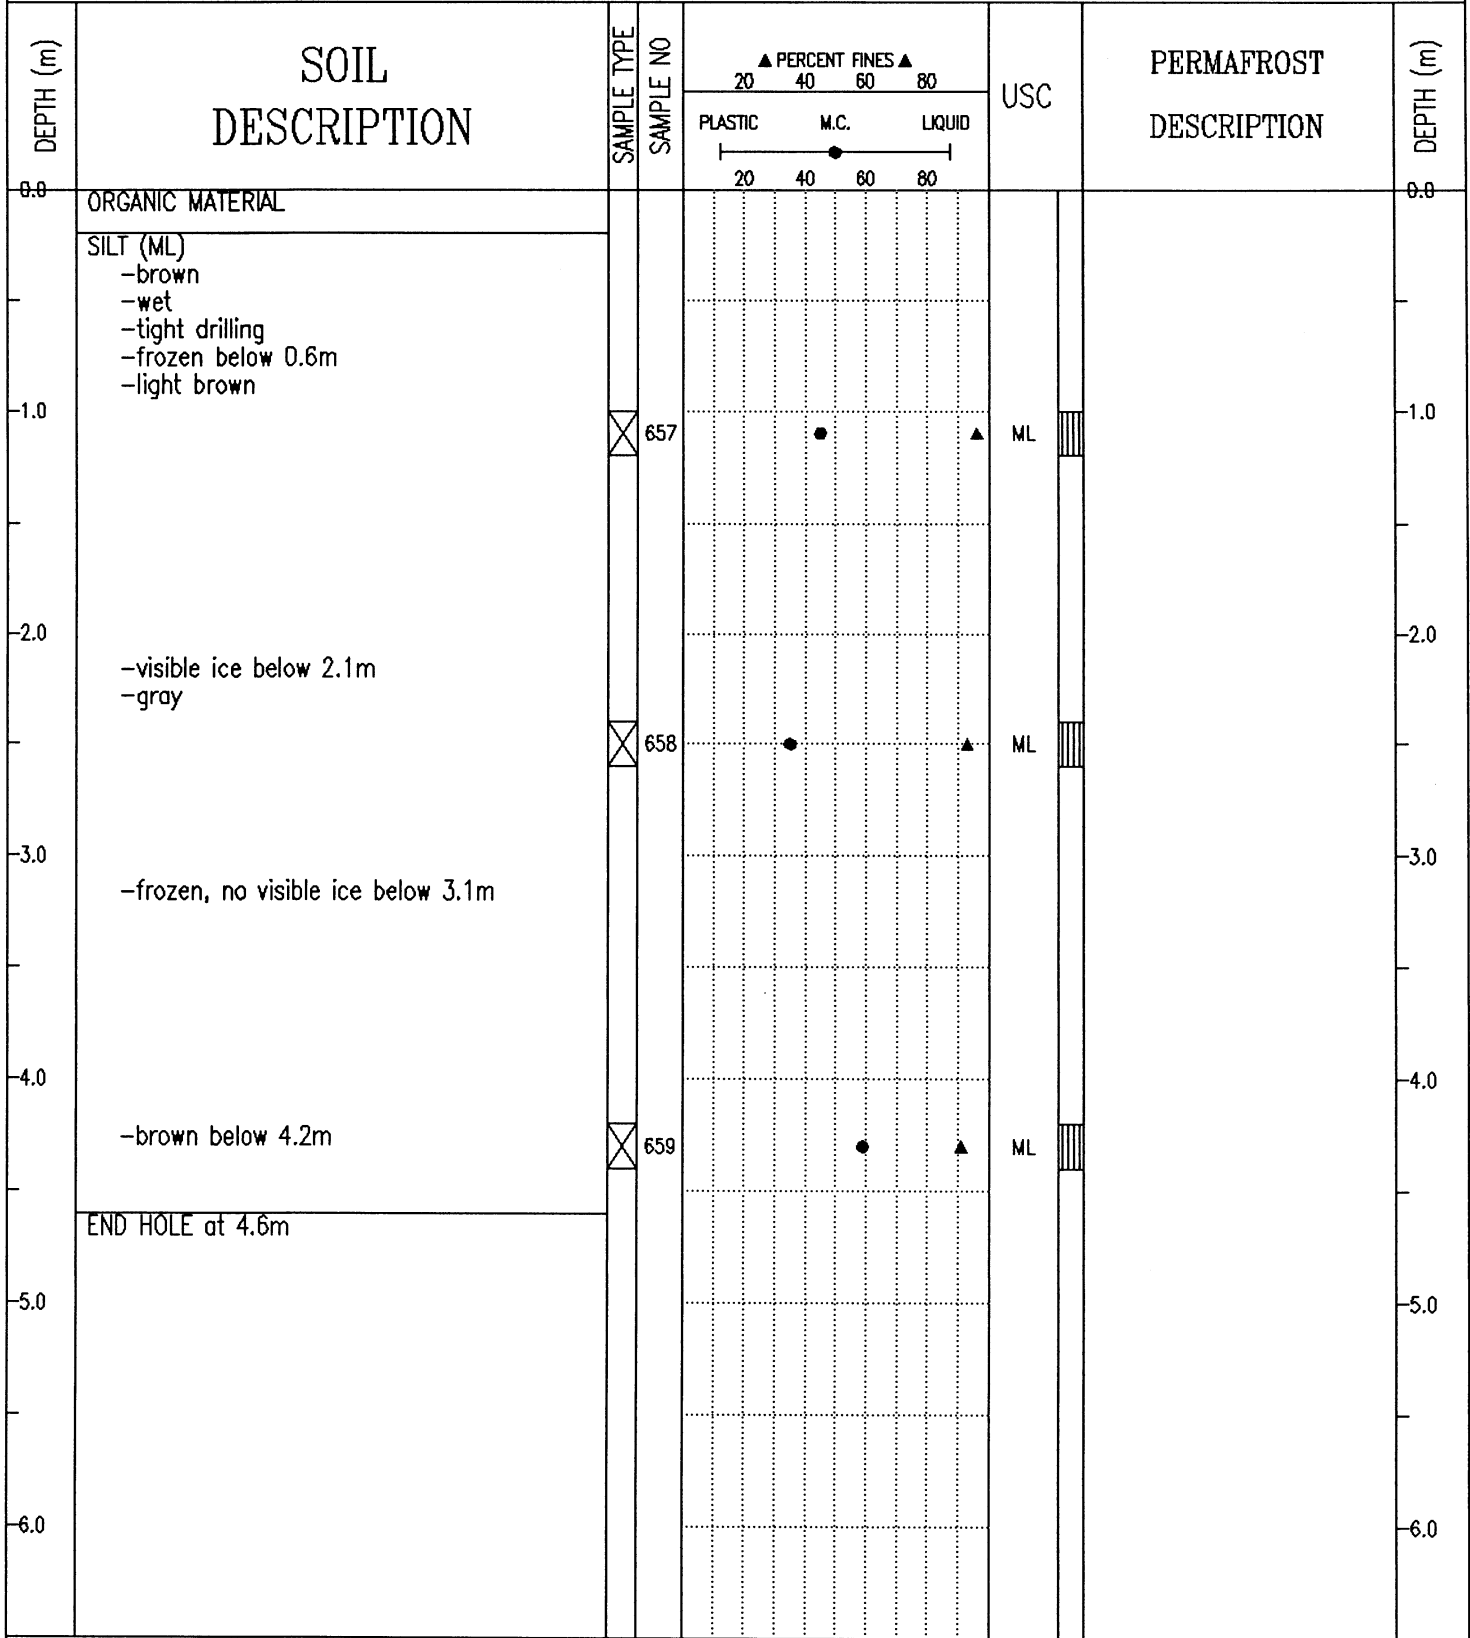 DEPTH (m)
SOIL
DESCRIPTION
SAMPLE TYPE
SAMPLE NO
▲ PERCENT FINES ▲
20 40 60 80
PLASTIC M.C. LIQUID
20 40 60 80
USC
PERMAFROST
DESCRIPTION
DEPTH (m)
0.0 0.0
ORGANIC MATERIAL
SILT (ML)
-brown
-wet
-tight drilling
-frozen below 0.6m
-light brown
1.0 1.0
657 ML
2.0 2.0
-visible ice below 2.1m
-gray
658 ML
3.0 3.0
-frozen, no visible ice below 3.1m
4.0 4.0
-brown below 4.2m
659 ML
END HOLE at 4.6m
5.0 5.0
6.0 6.0